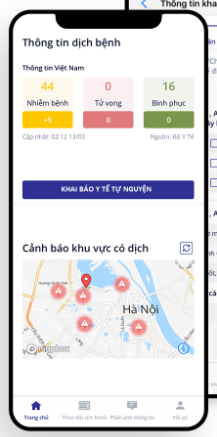 Thông tin kha
Thông tin dịch bệnh
Thông tin Việt Nam
44 0 16
Nhiễm bệnh Tử vong Bình phục
+5 0 0
Cập nhật: 02:12 13/03 Nguồn: Bộ Y Tế
KHAI BÁO Y TẾ TỰ NGUYỆN
Cảnh báo khu vực có dịch
Hà Nội
mapbox
Trang chủ Theo dõi sức khoẻ Phản ánh thông tin Hồ sơ